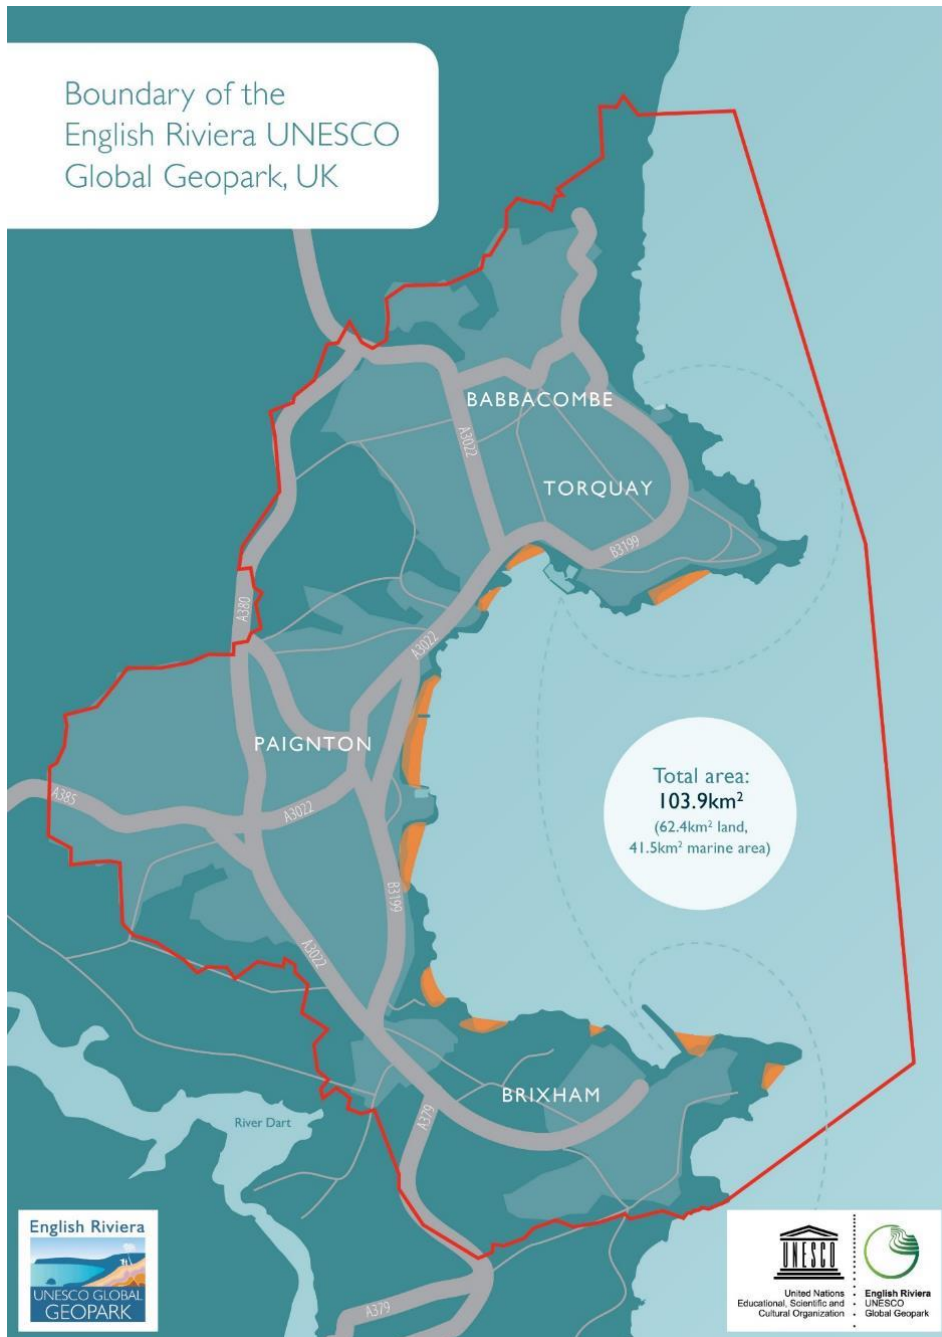 Boundary of the
English Riviera UNESCO
Global Geopark, UK
BABBACOMBE
A3022
TORQUAY
B3199
A380
A3022
PAIGNTON
Total area:
103.9km²
(62.4km² land,
41.5km² marine area)
A385
A3022
B3199
A3022
BRIXHAM
River Dart
A379
English Riviera
UNESCO GLOBAL
GEOPARK
A379
UNESCO
United Nations
Educational, Scientific and
Cultural Organization
English Riviera
UNESCO
Global Geopark